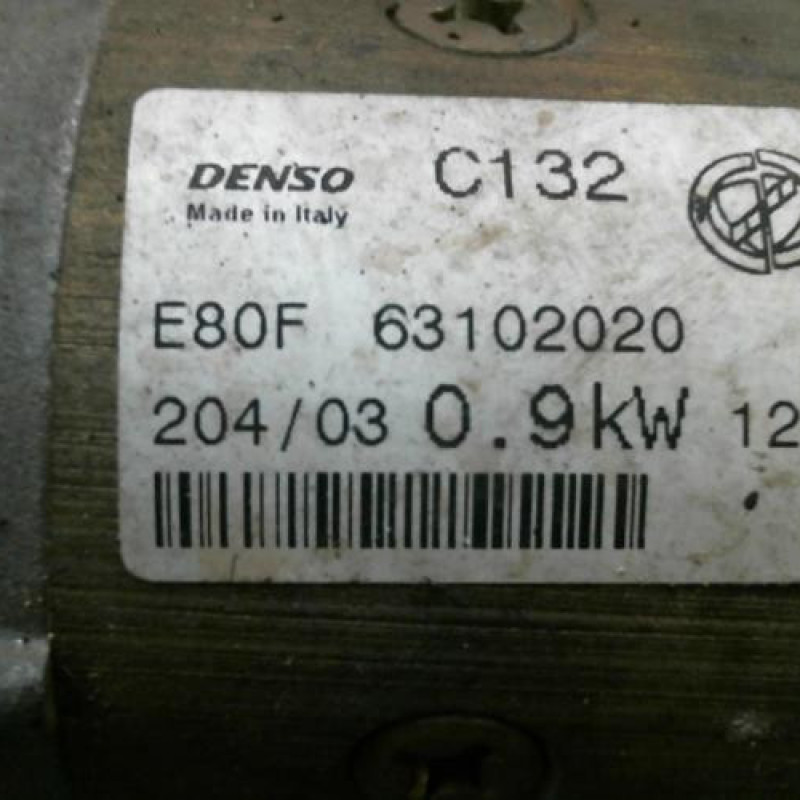 DENSO C132
Made in Italy
E80F 63102020
204/03 0.9kW 12